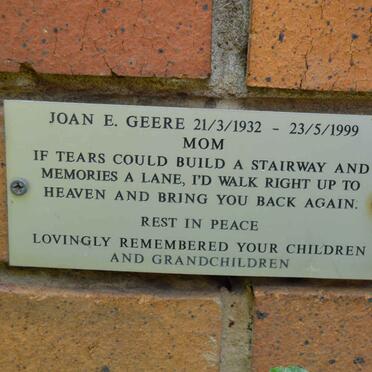 JOAN E. GEERE 21/3/1932 - 23/5/1999
MOM
IF TEARS COULD BUILD A STAIRWAY AND
MEMORIES A LANE, I'D WALK RIGHT UP TO
HEAVEN AND BRING YOU BACK AGAIN.
REST IN PEACE
LOVINGLY REMEMBERED YOUR CHILDREN
AND GRANDCHILDREN